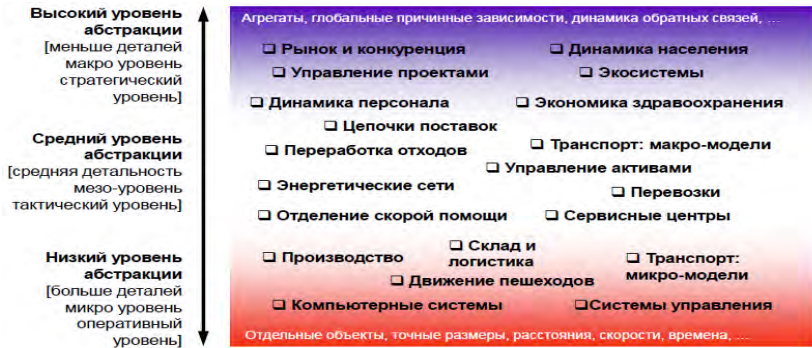 Высокий уровень
абстракции
[меньше деталей
макро уровень
стратегический
уровень]
Средний уровень
абстракции
[средняя детальность
мезо-уровень
тактический уровень]
Низкий уровень
абстракции
[больше деталей
микро уровень
оперативный
уровень]
Агрегаты, глобальные причинные зависимости, динамика обратных связей, ...
❑ Рынок и конкуренция ❑ Динамика населения
❑ Управление проектами ❑ Экосистемы
❑ Динамика персонала ❑ Экономика здравоохранения
❑ Цепочки поставок
❑ Переработка отходов ❑ Транспорт: макро-модели
❑ Управление активами
❑ Энергетические сети ❑ Перевозки
❑ Отделение скорой помощи ❑ Сервисные центры
❑ Производство ❑ Склад и
логистика
❑ Транспорт:
микро-модели
❑ Движение пешеходов
❑ Компьютерные системы ❑Системы управления
Отдельные объекты, точные размеры, расстояния, скорости, времена, ...